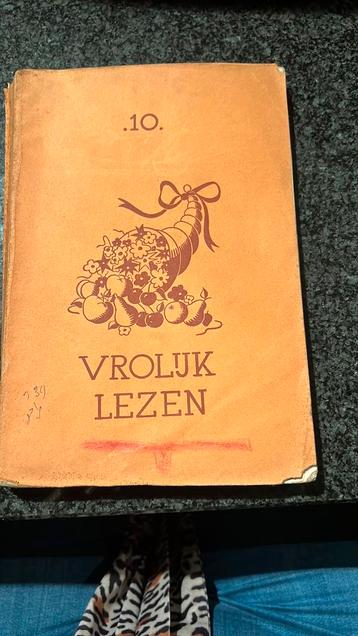 .10.
VROLIJK
LEZEN